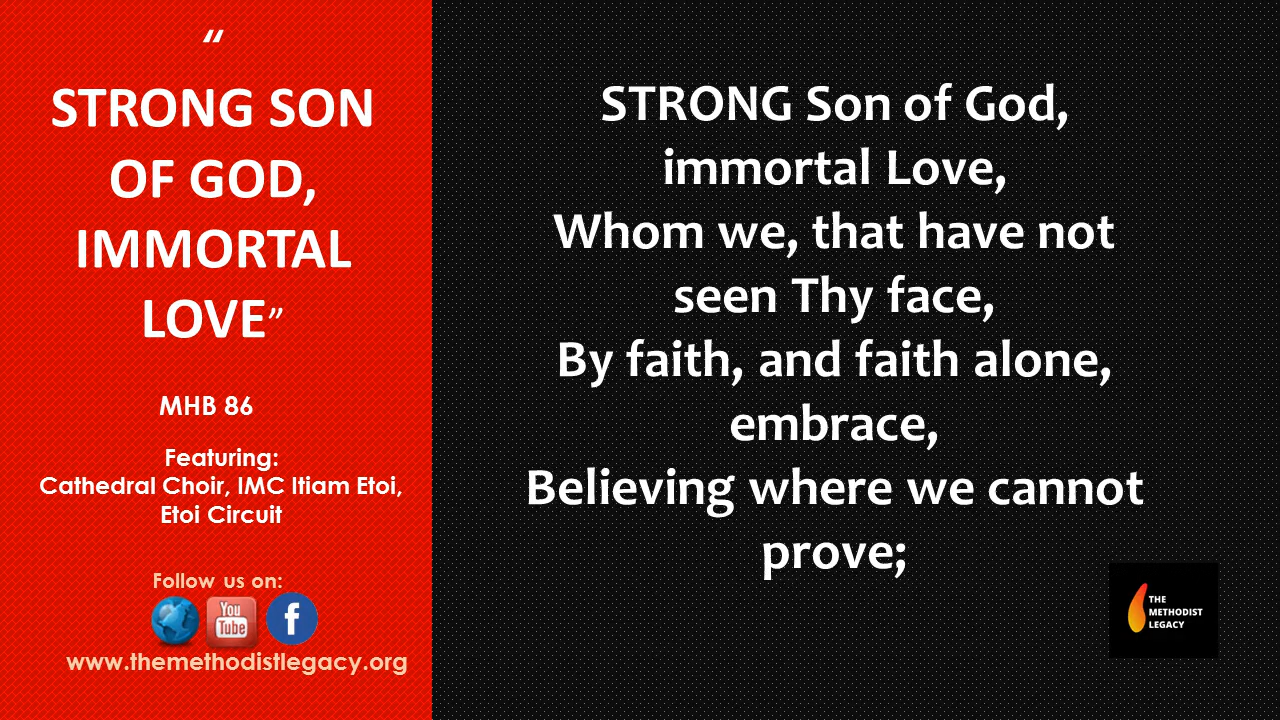 “
STRONG SON
OF GOD,
IMMORTAL
LOVE”
MHB 86
Featuring:
Cathedral Choir, IMC Itiam Etoi,
Etoi Circuit
Follow us on:
You
Tube
f
www.themethodistlegacy.org
STRONG Son of God,
immortal Love,
Whom we, that have not
seen Thy face,
By faith, and faith alone,
embrace,
Believing where we cannot
prove;
THE
METHODIST
LEGACY